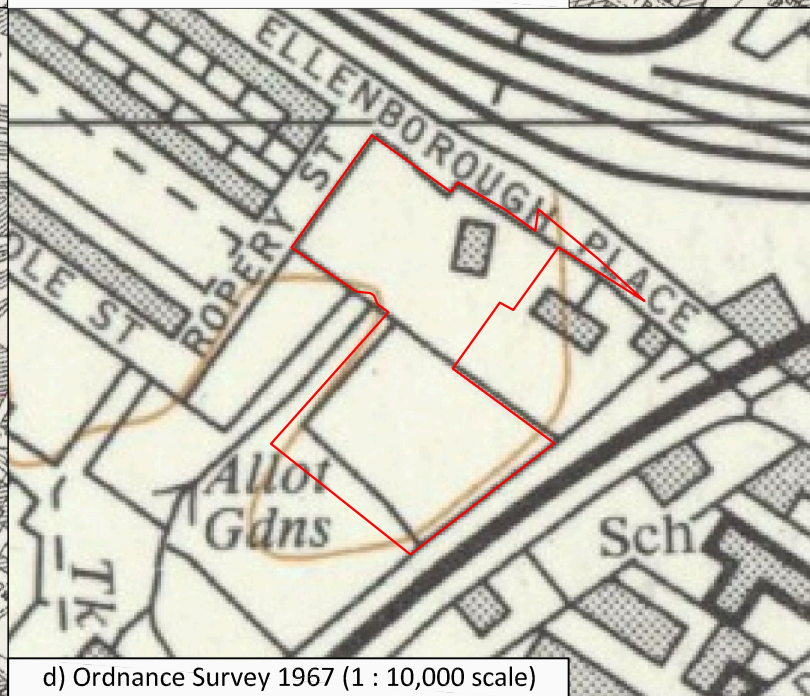 ELLENBOROUGH PLACE
ROPERY ST
OLE ST
Allot
Gdns
Sch
Tk
d) Ordnance Survey 1967 (1 : 10,000 scale)